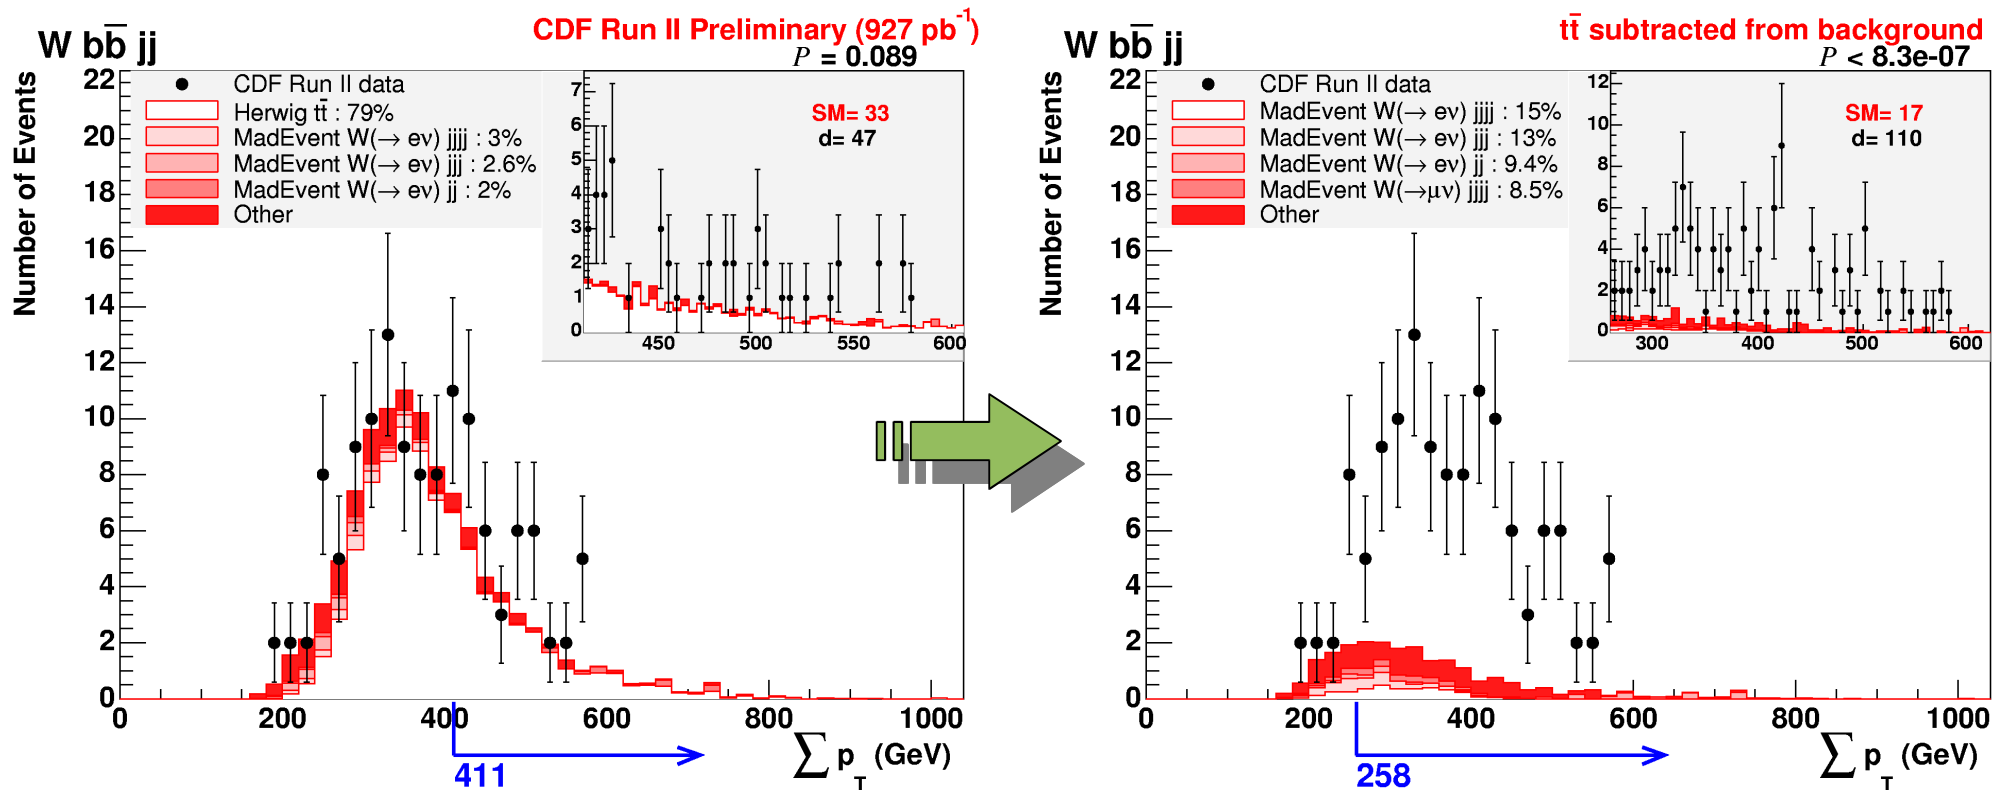 CDF Run II Preliminary (927 pb⁻¹)
W bb̄ jj
P = 0.089
Number of Events
22
20
18
16
14
12
10
8
6
4
2
0
CDF Run II data
Herwig tt̄ : 79%
MadEvent W(→ eν) jjjj : 3%
MadEvent W(→ eν) jjj : 2.6%
MadEvent W(→ eν) jj : 2%
Other
7
6
5
4
3
2
1
0
SM= 33
d= 47
450 500 550 600
0 200 400 600 800 1000
411
∑ p_T (GeV)
tt̄ subtracted from background
W bb̄ jj
P < 8.3e-07
Number of Events
22
20
18
16
14
12
10
8
6
4
2
0
CDF Run II data
MadEvent W(→ eν) jjjj : 15%
MadEvent W(→ eν) jjj : 13%
MadEvent W(→ eν) jj : 9.4%
MadEvent W(→μν) jjjj : 8.5%
Other
12
10
8
6
4
2
0
SM= 17
d= 110
300 400 500 600
0 200 400 600 800 1000
258
∑ p_T (GeV)